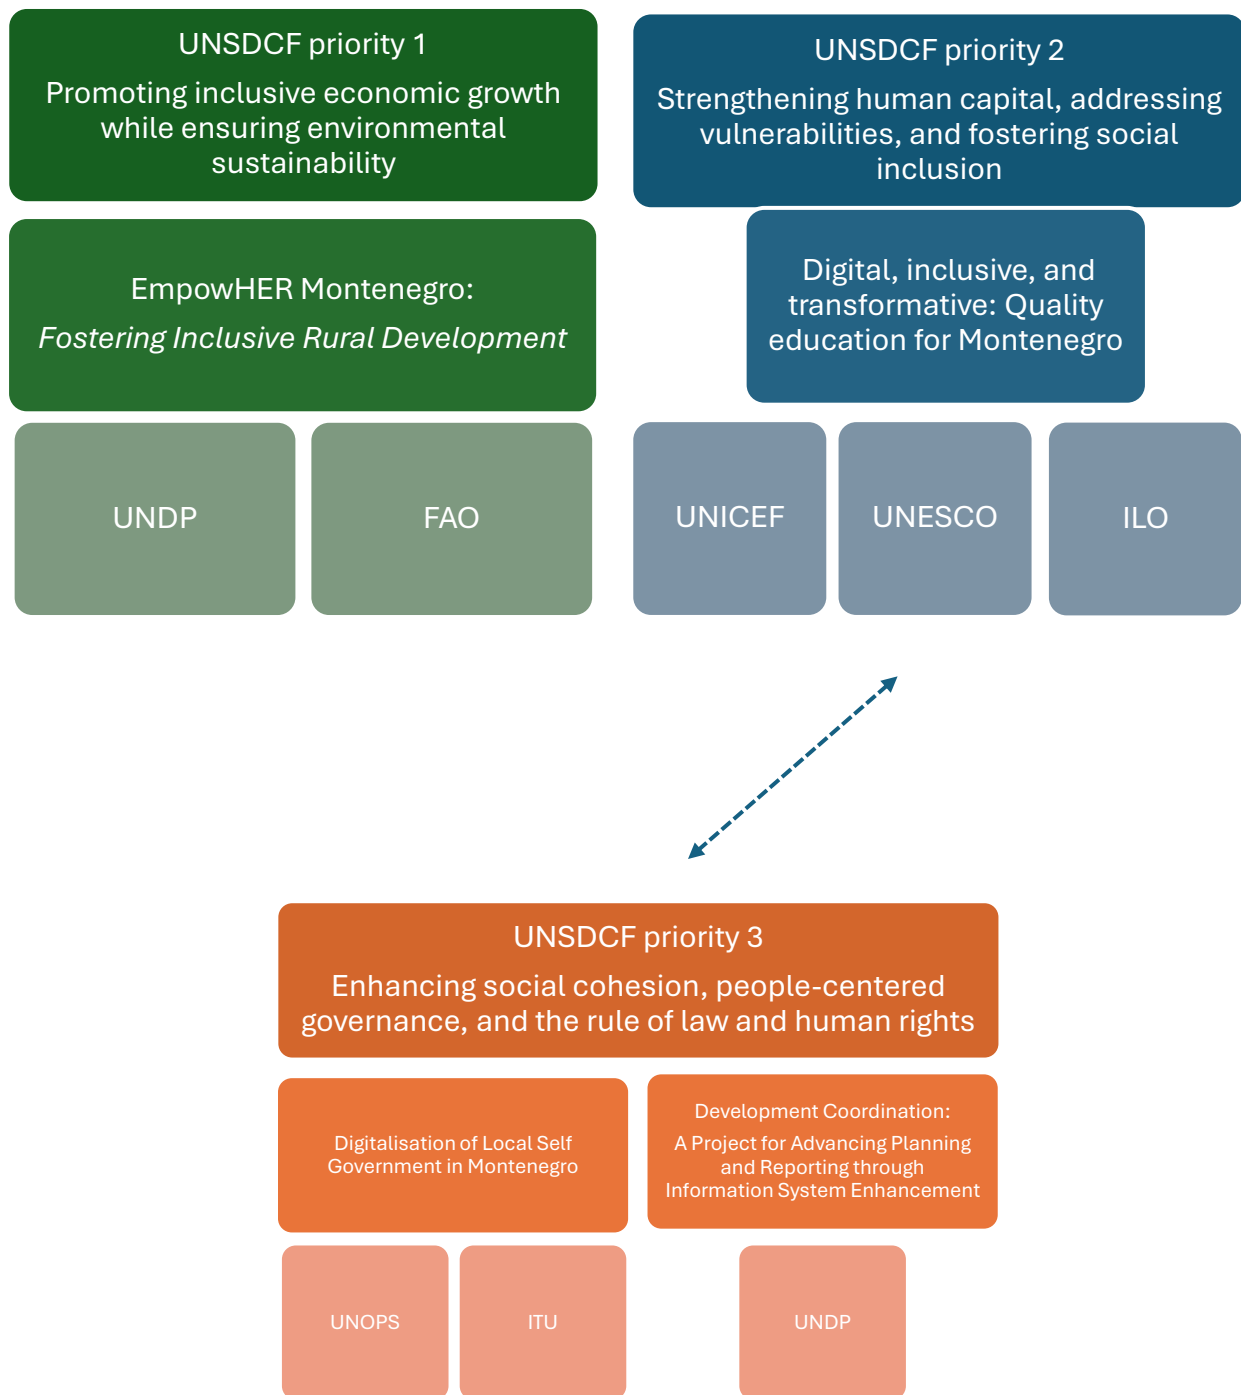 UNSDCF priority 1
Promoting inclusive economic growth
while ensuring environmental
sustainability
EmpowHER Montenegro:
Fostering Inclusive Rural Development
UNDP
FAO
UNSDCF priority 2
Strengthening human capital, addressing
vulnerabilities, and fostering social
inclusion
Digital, inclusive, and
transformative: Quality
education for Montenegro
UNICEF
UNESCO
ILO
UNSDCF priority 3
Enhancing social cohesion, people-centered
governance, and the rule of law and human rights
Digitalisation of Local Self
Government in Montenegro
UNOPS
ITU
Development Coordination:
A Project for Advancing Planning
and Reporting through
Information System Enhancement
UNDP